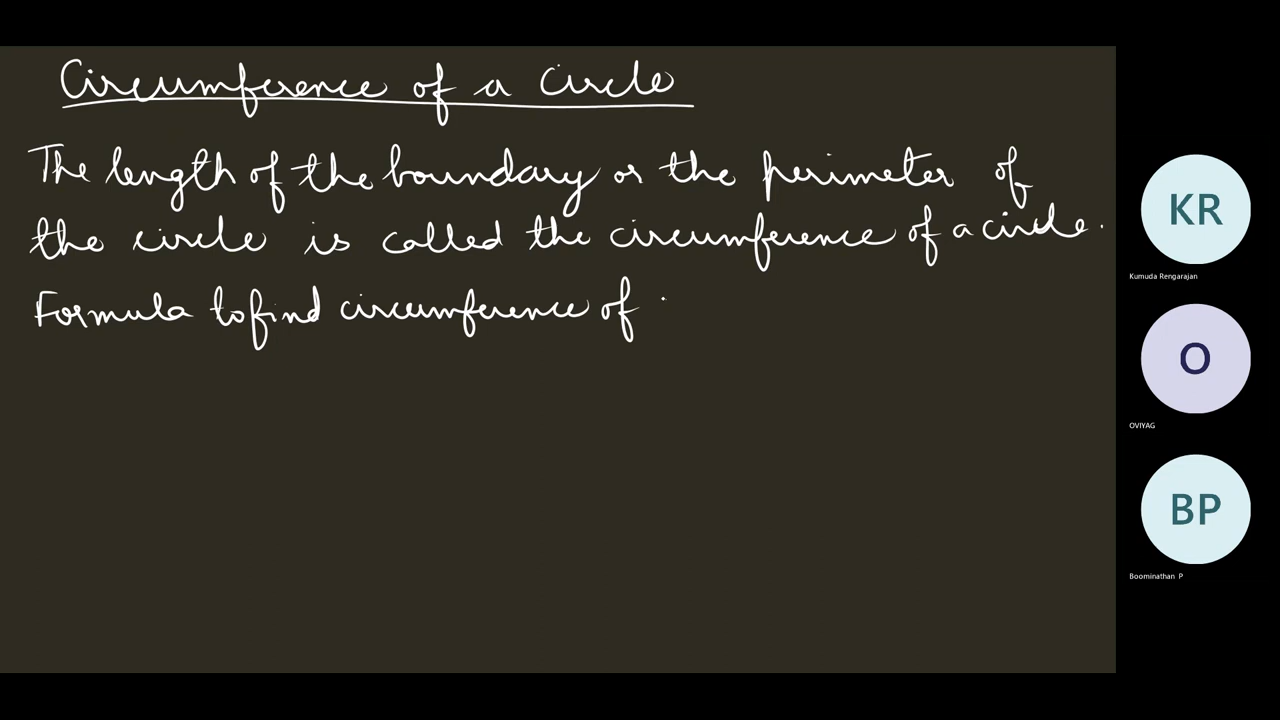 Circumference of a Circle
The length of the boundary or the perimeter of
the circle is called the circumference of a circle.
Formula to find circumference of
KR
Kumuda Rengarajan
O
OVIYAG
BP
Boominathan P